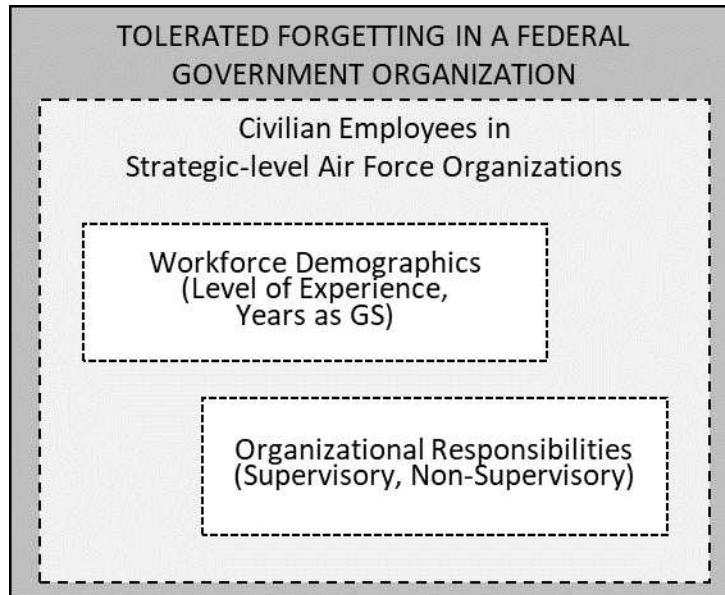 TOLERATED FORGETTING IN A FEDERAL
GOVERNMENT ORGANIZATION
Civilian Employees in
Strategic-level Air Force Organizations
Workforce Demographics
(Level of Experience,
Years as GS)
Organizational Responsibilities
(Supervisory, Non-Supervisory)